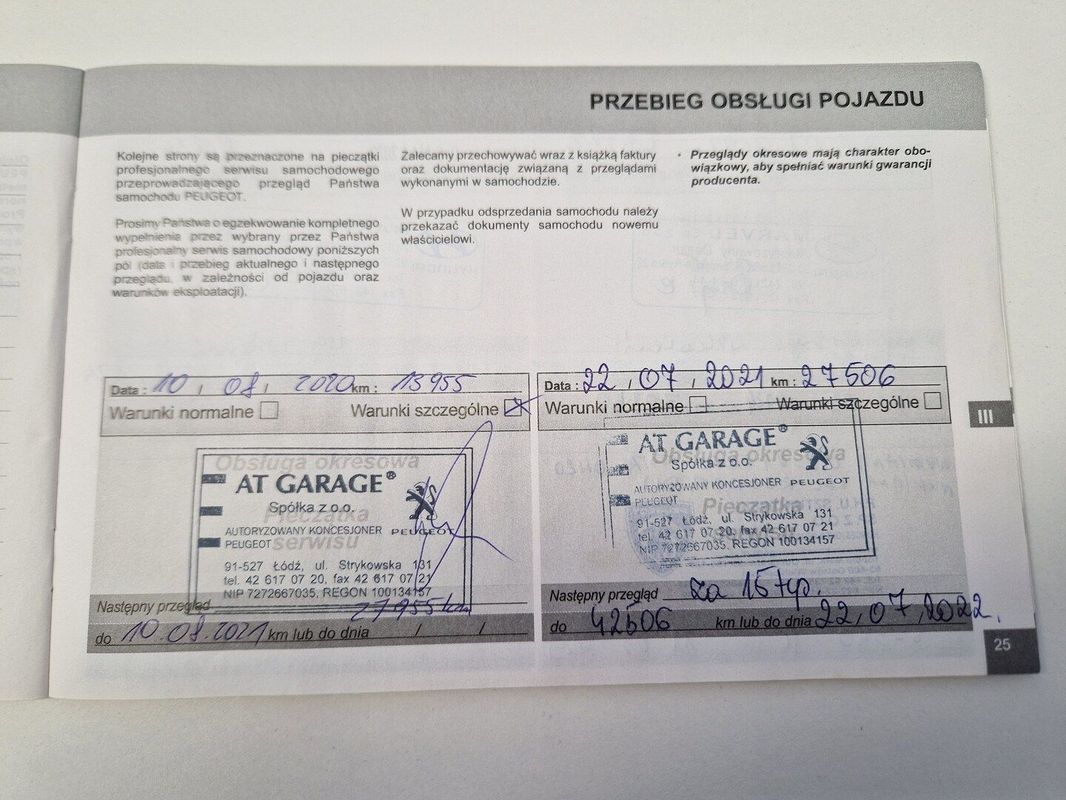 PRZEBIEG OBSŁUGI POJAZDU
Kolejne strony są przeznaczone na pieczątki
profesjonalnego serwisu samochodowego
przeprowadzającego przegląd Państwa
samochodu PEUGEOT.
Prosimy Państwa o egzekwowanie kompletnego
wypełnienia przez wybrany przez Państwa
profesjonalny serwis samochodowy poniższych
pól (data i przebieg aktualnego i następnego
przeglądu, w zależności od pojazdu oraz
warunków eksploatacji).
Zalecamy przechowywać wraz z książką faktury
oraz dokumentację związaną z przeglądami
wykonanymi w samochodzie.
W przypadku odsprzedania samochodu należy
przekazać dokumenty samochodu nowemu
właścicielowi.
• Przeglądy okresowe mają charakter obo-
wiązkowy, aby spełniać warunki gwarancji
producenta.
Data : 10 / 08 / 2020 km : 13955
Warunki normalne Warunki szczególne
Obsługa okresowa
AT GARAGE®
Spółka z o.o.
Pieczątka
AUTORYZOWANY KONCESJONER PEUGEOT
PEUGEOT
serwisu
91-527 Łódź, ul. Strykowska 131
tel. 42 617 07 20, fax 42 617 07 21
NIP 7272667035, REGON 100134157
Następny przegląd 27955 km
do 10.08.2021 km lub do dnia / /
Data : 22 / 07 / 2021 km : 27506
Warunki normalne Warunki szczególne
AT GARAGE®
Obsługa okresowa
Spółka z o.o.
AUTORYZOWANY KONCESJONER PEUGEOT
PEUGEOT
Pieczątka
91-527 Łódź, ul. Strykowska 131
tel. 42 617 07 20, fax 42 617 07 21
NIP 7272667035, REGON 100134157
Następny przegląd za 15 tyś.
do 42506 km lub do dnia 22.07.2022.
III
25